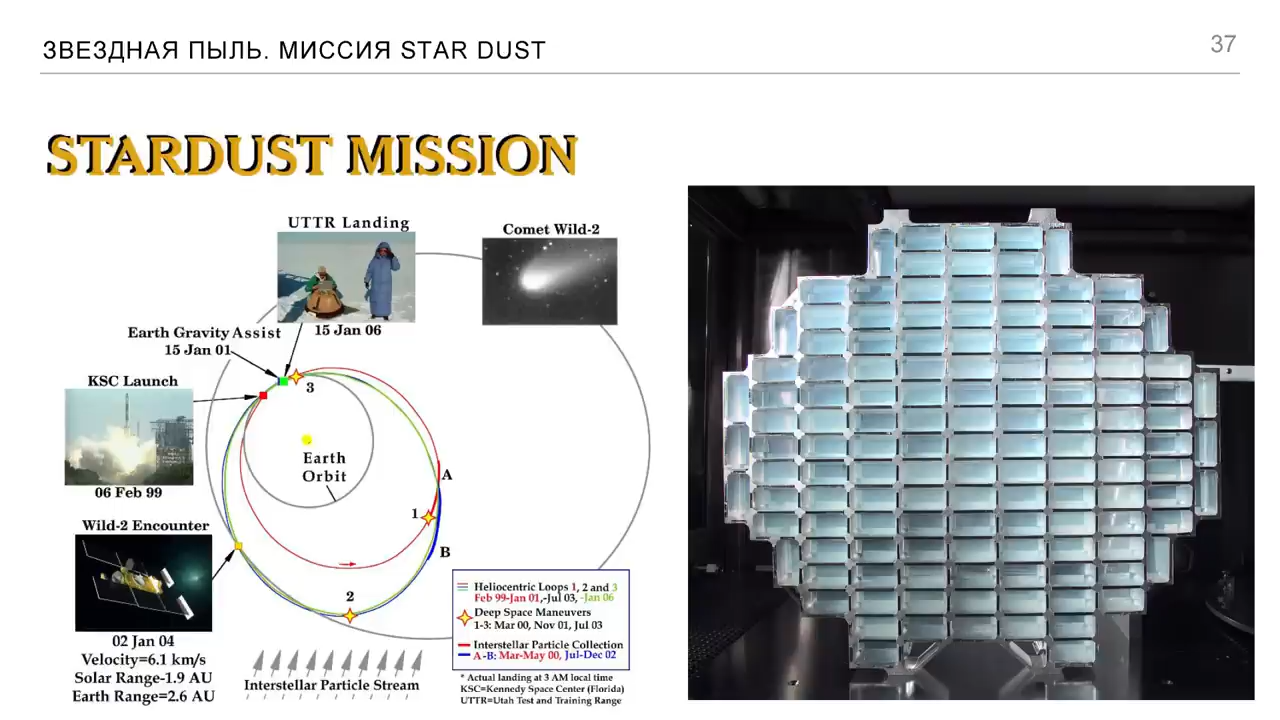 ЗВЕЗДНАЯ ПЫЛЬ. МИССИЯ STAR DUST
37
STARDUST MISSION
UTTR Landing
15 Jan 06
Comet Wild-2
Earth Gravity Assist
15 Jan 01
3
KSC Launch
06 Feb 99
Earth
Orbit
A
1
B
Wild-2 Encounter
02 Jan 04
Velocity=6.1 km/s
Solar Range-1.9 AU
Earth Range=2.6 AU
2
Interstellar Particle Stream
Heliocentric Loops 1, 2 and 3
Feb 99-Jan 01,-Jul 03, -Jan 06
Deep Space Maneuvers
1-3: Mar 00, Nov 01, Jul 03
Interstellar Particle Collection
A-B: Mar-May 00, Jul-Dec 02
* Actual landing at 3 AM local time
KSC=Kennedy Space Center (Florida)
UTTR=Utah Test and Training Range